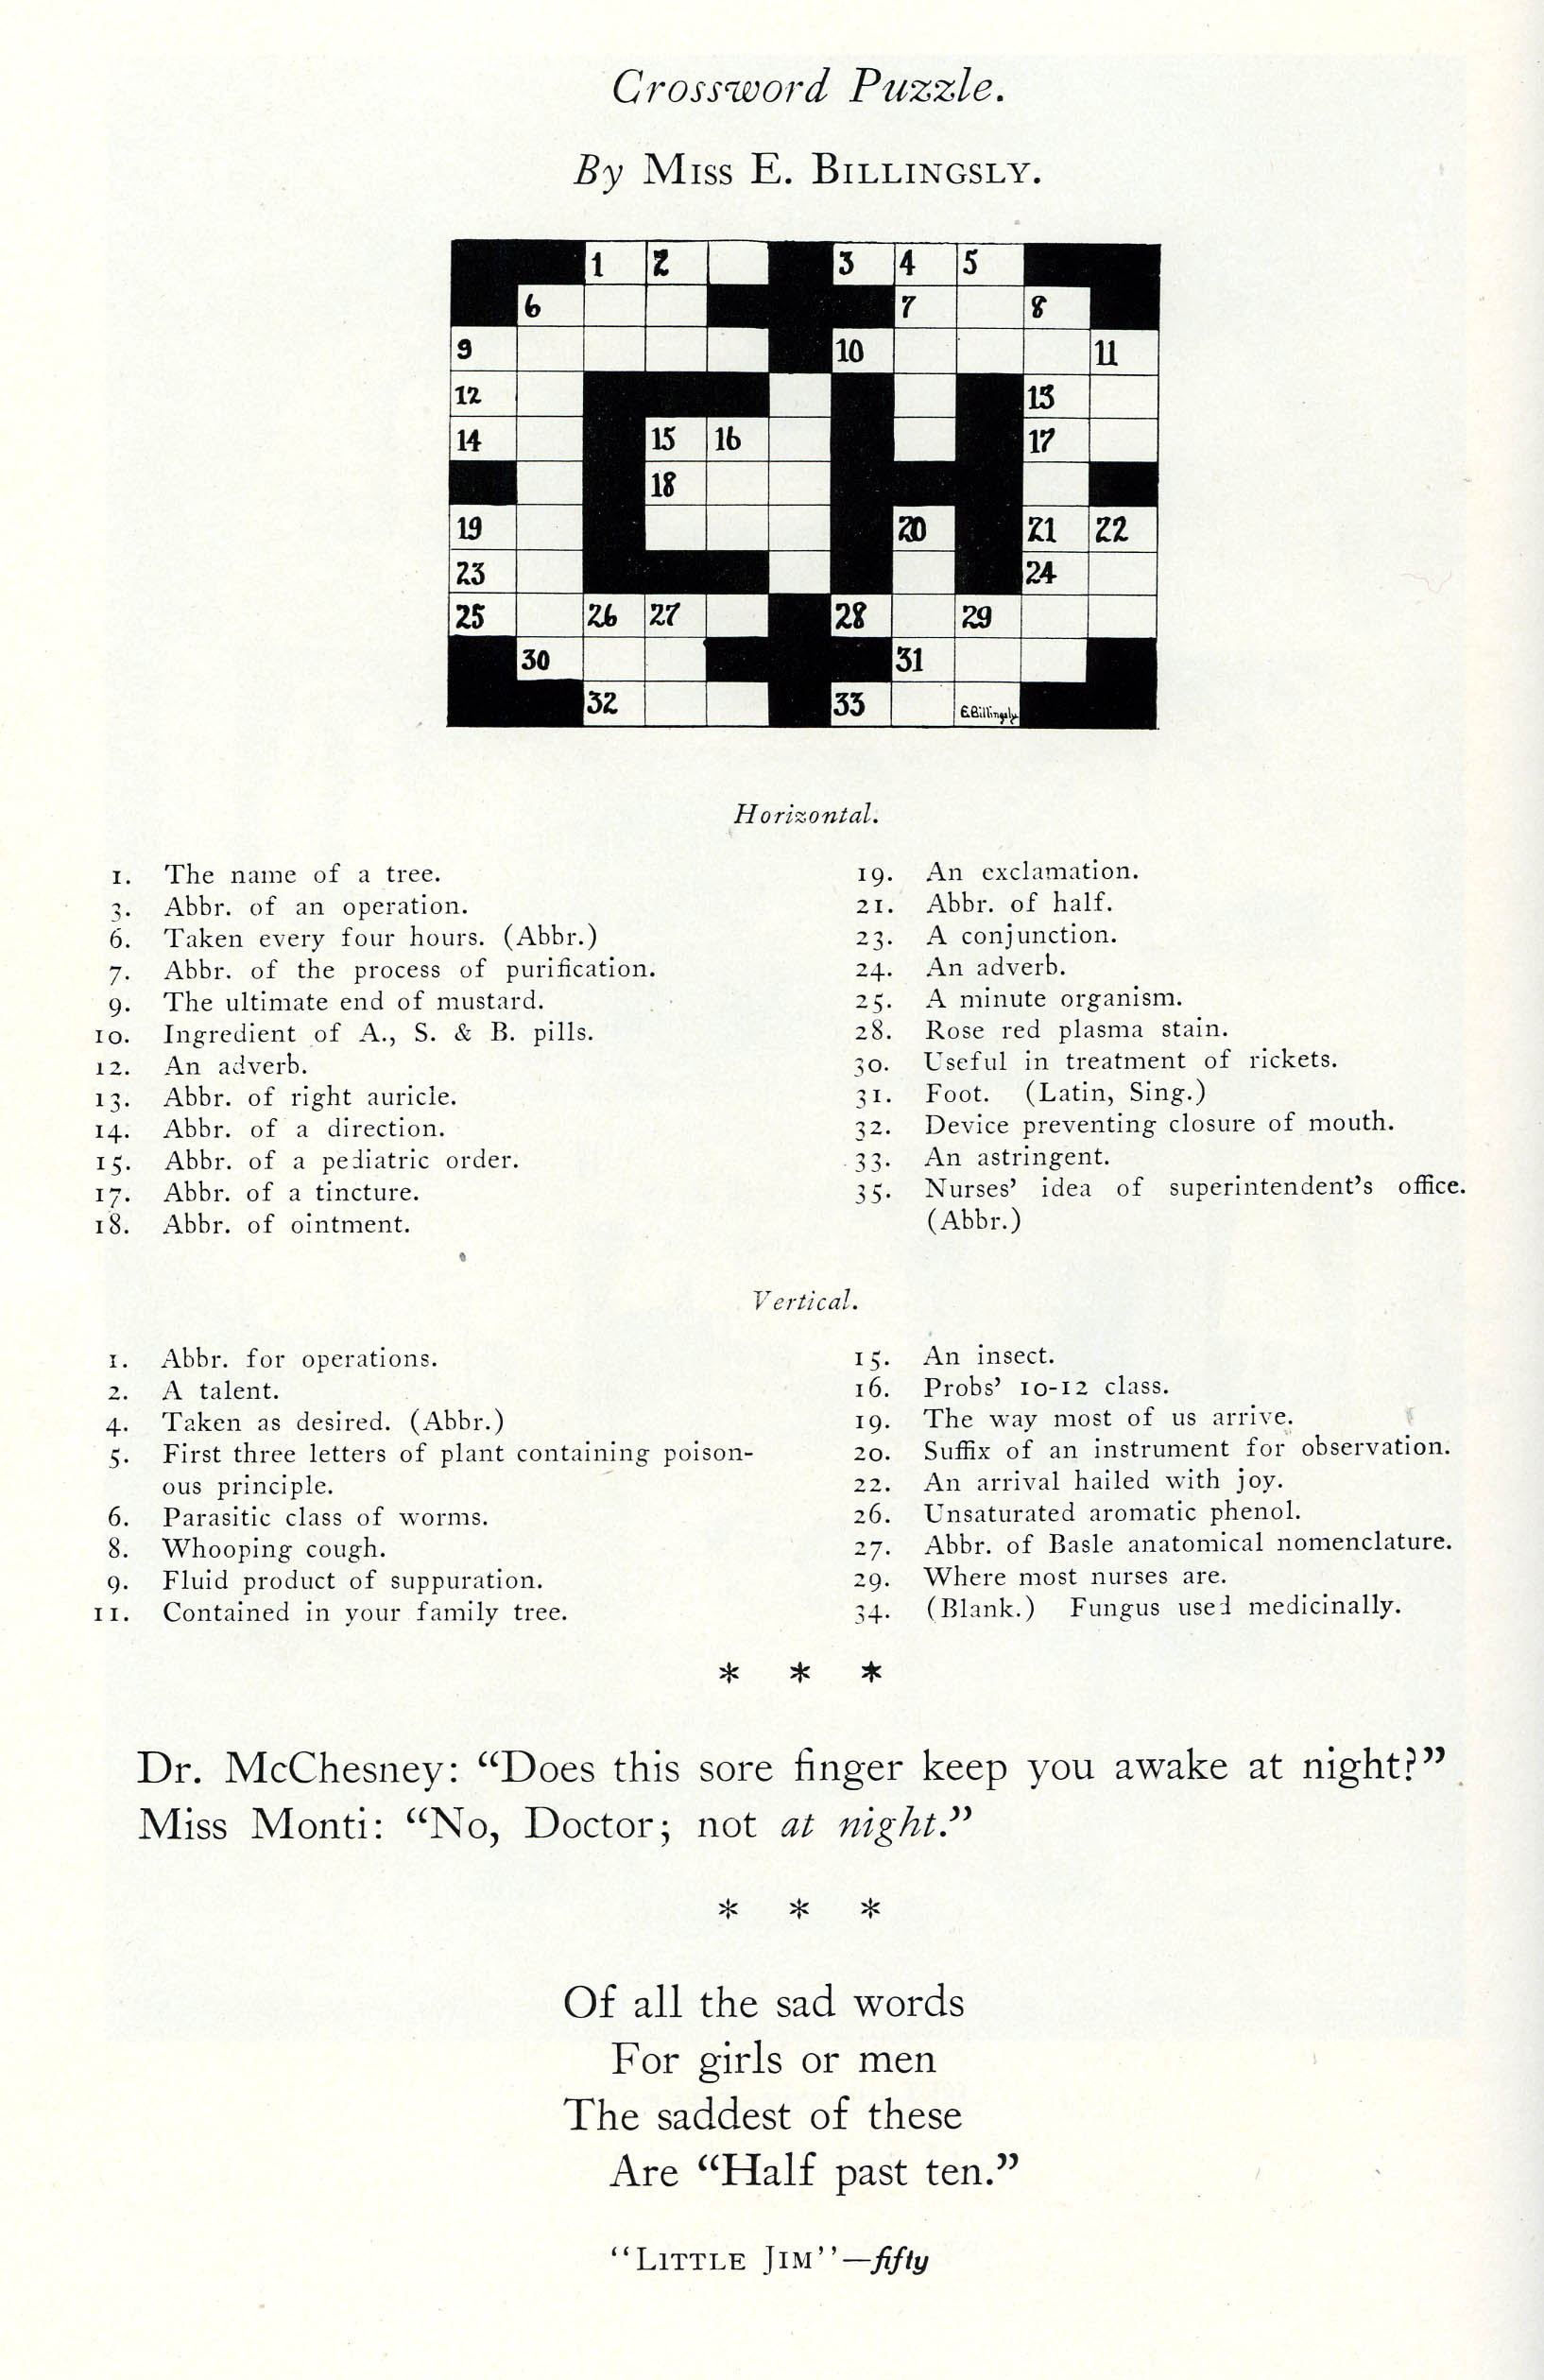 Crossword Puzzle.
By Miss E. Billingsly.
1 2 3 4 5
6 7 8
9 10 11
12 13
14 15 16 17
18
19 20 21 22
23 24
25 26 27 28 29
30 31
32 33 E.Billingsly
Horizontal.
1. The name of a tree.
3. Abbr. of an operation.
6. Taken every four hours. (Abbr.)
7. Abbr. of the process of purification.
9. The ultimate end of mustard.
10. Ingredient of A., S. & B. pills.
12. An adverb.
13. Abbr. of right auricle.
14. Abbr. of a direction.
15. Abbr. of a pediatric order.
17. Abbr. of a tincture.
18. Abbr. of ointment.
19. An exclamation.
21. Abbr. of half.
23. A conjunction.
24. An adverb.
25. A minute organism.
28. Rose red plasma stain.
30. Useful in treatment of rickets.
31. Foot. (Latin, Sing.)
32. Device preventing closure of mouth.
33. An astringent.
35. Nurses' idea of superintendent's office.
(Abbr.)
Vertical.
1. Abbr. for operations.
2. A talent.
4. Taken as desired. (Abbr.)
5. First three letters of plant containing poison-
ous principle.
6. Parasitic class of worms.
8. Whooping cough.
9. Fluid product of suppuration.
11. Contained in your family tree.
15. An insect.
16. Probs' 10-12 class.
19. The way most of us arrive.
20. Suffix of an instrument for observation.
22. An arrival hailed with joy.
26. Unsaturated aromatic phenol.
27. Abbr. of Basle anatomical nomenclature.
29. Where most nurses are.
34. (Blank.) Fungus used medicinally.
* * *
Dr. McChesney: "Does this sore finger keep you awake at night?"
Miss Monti: "No, Doctor; not at night."
* * *
Of all the sad words
For girls or men
The saddest of these
Are "Half past ten."
"Little Jim"—fifty